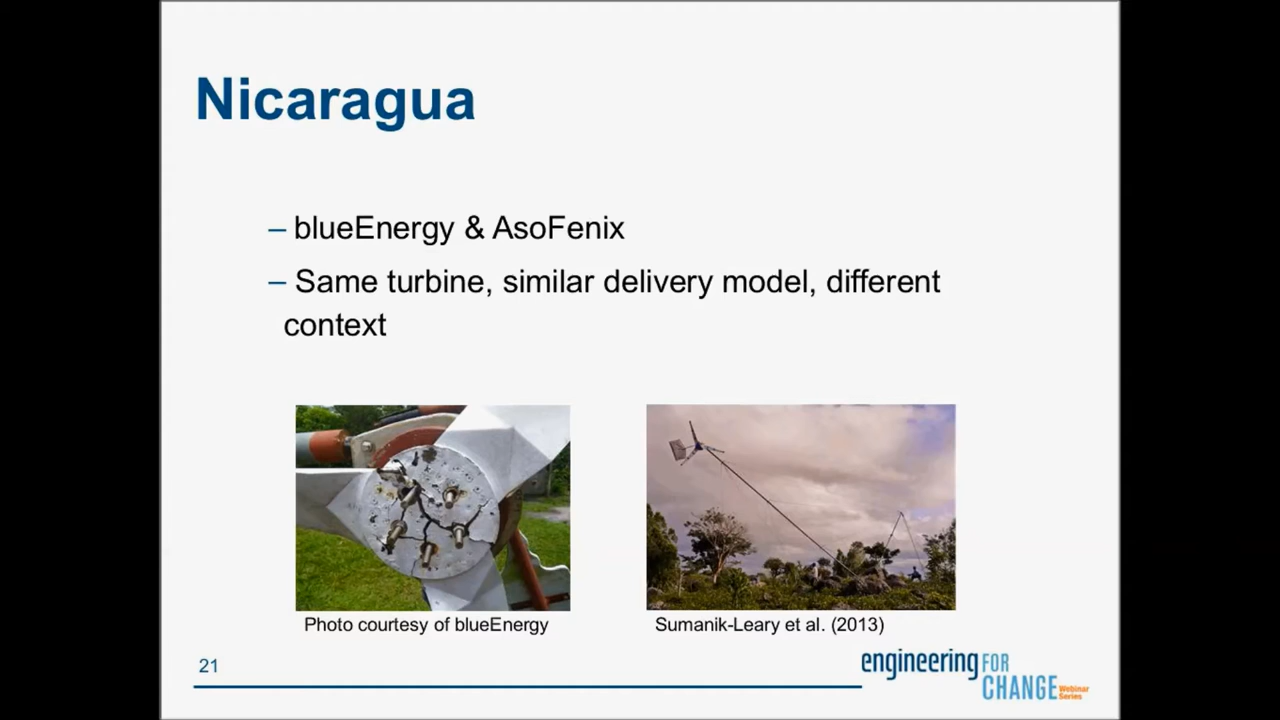 Nicaragua
– blueEnergy & AsoFenix
– Same turbine, similar delivery model, different
context
Photo courtesy of blueEnergy
Sumanik-Leary et al. (2013)
21
engineering FOR
CHANGE Webinar
Series